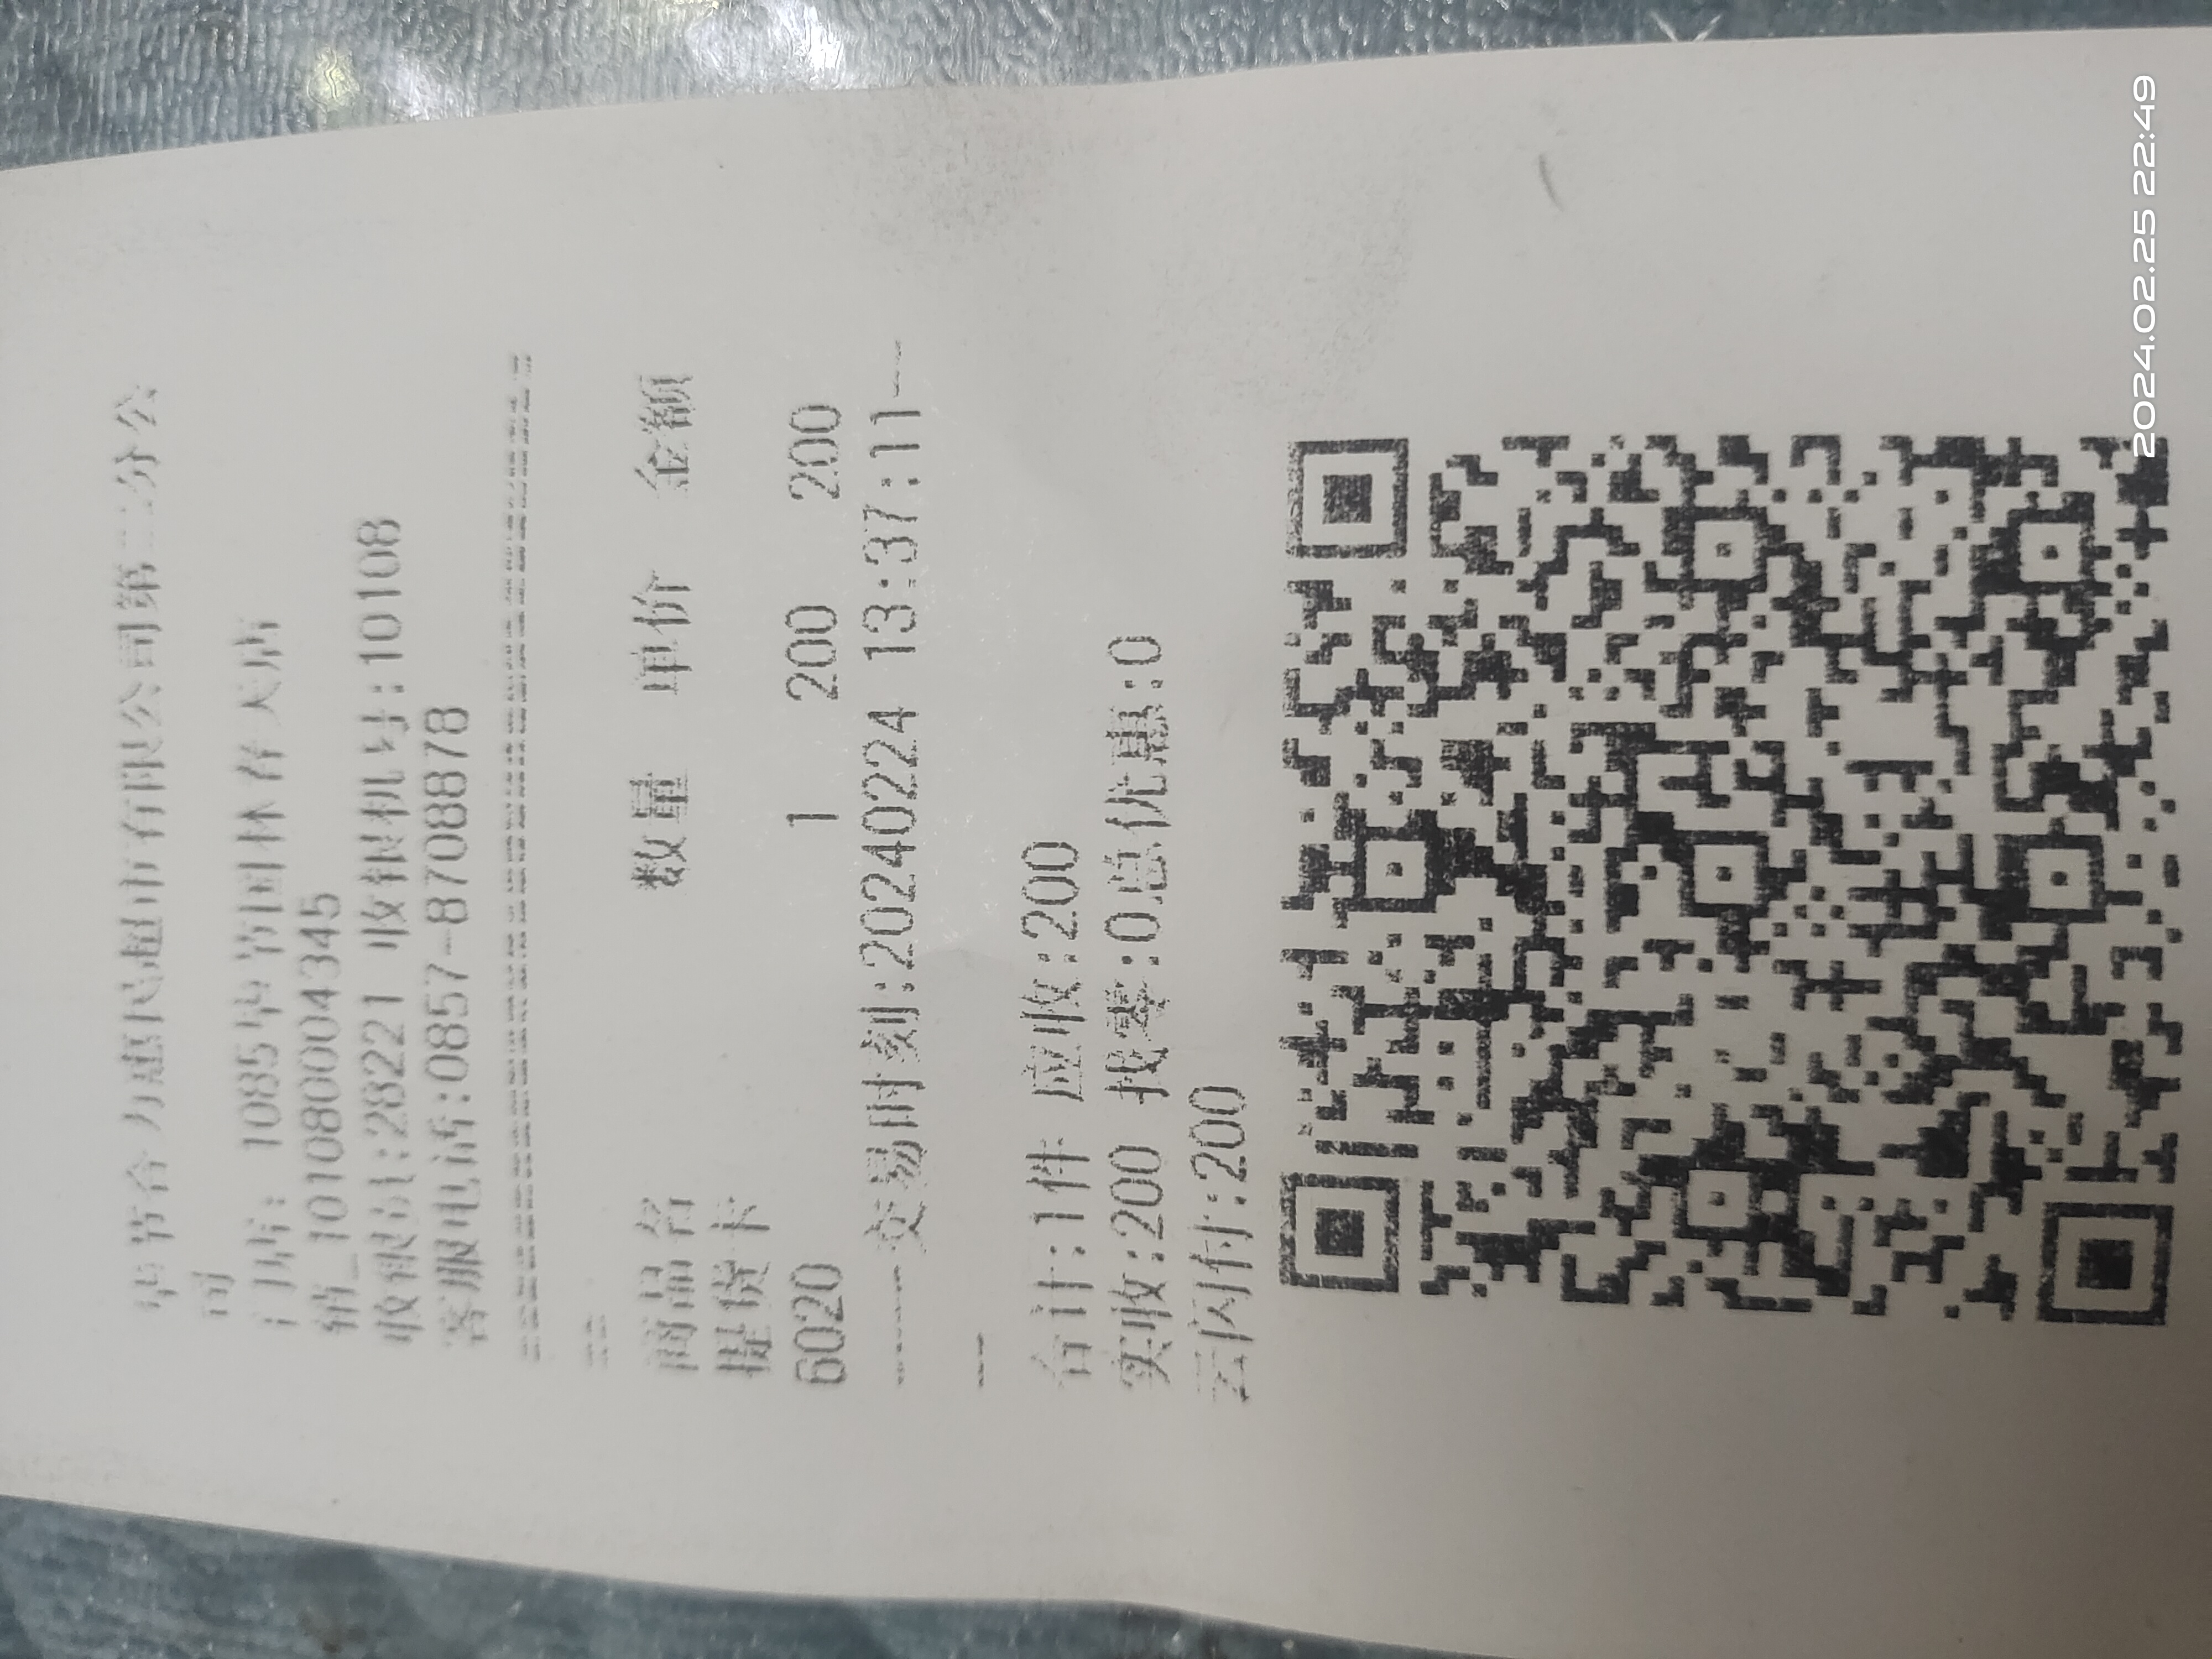 毕节合力惠民超市有限公司第二分公
司
门店: 1085毕节国林春天店
销_1010800004345
收银员:28221 收银机号:10108
客服电话:0857-8708878
商品名 数量 单价 金额
提货卡
6020 1 200 200
-----交易时刻:20240224 13:37:11--
--
合计:1件 应收:200
实收:200 找零:0总优惠:0
云闪付:200
2024.02.25 22:49